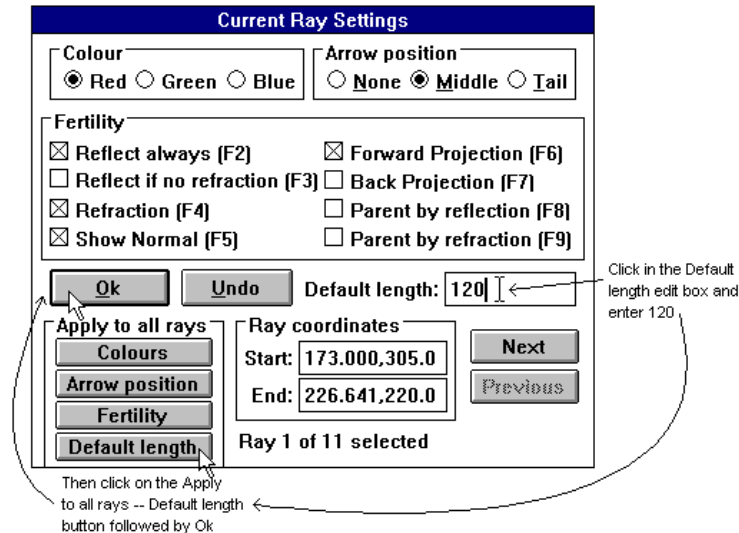 Current Ray Settings
Colour
Red Green Blue
Arrow position
None Middle Tail
Fertility
Reflect always (F2)
Reflect if no refraction (F3)
Refraction (F4)
Show Normal (F5)
Forward Projection (F6)
Back Projection (F7)
Parent by reflection (F8)
Parent by refraction (F9)
Ok
Undo
Default length: 120
Click in the Default
length edit box and
enter 120
Apply to all rays
Colours
Arrow position
Fertility
Default length
Ray coordinates
Start: 173.000,305.0
End: 226.641,220.0
Next
Previous
Ray 1 of 11 selected
Then click on the Apply
to all rays -- Default length
button followed by Ok